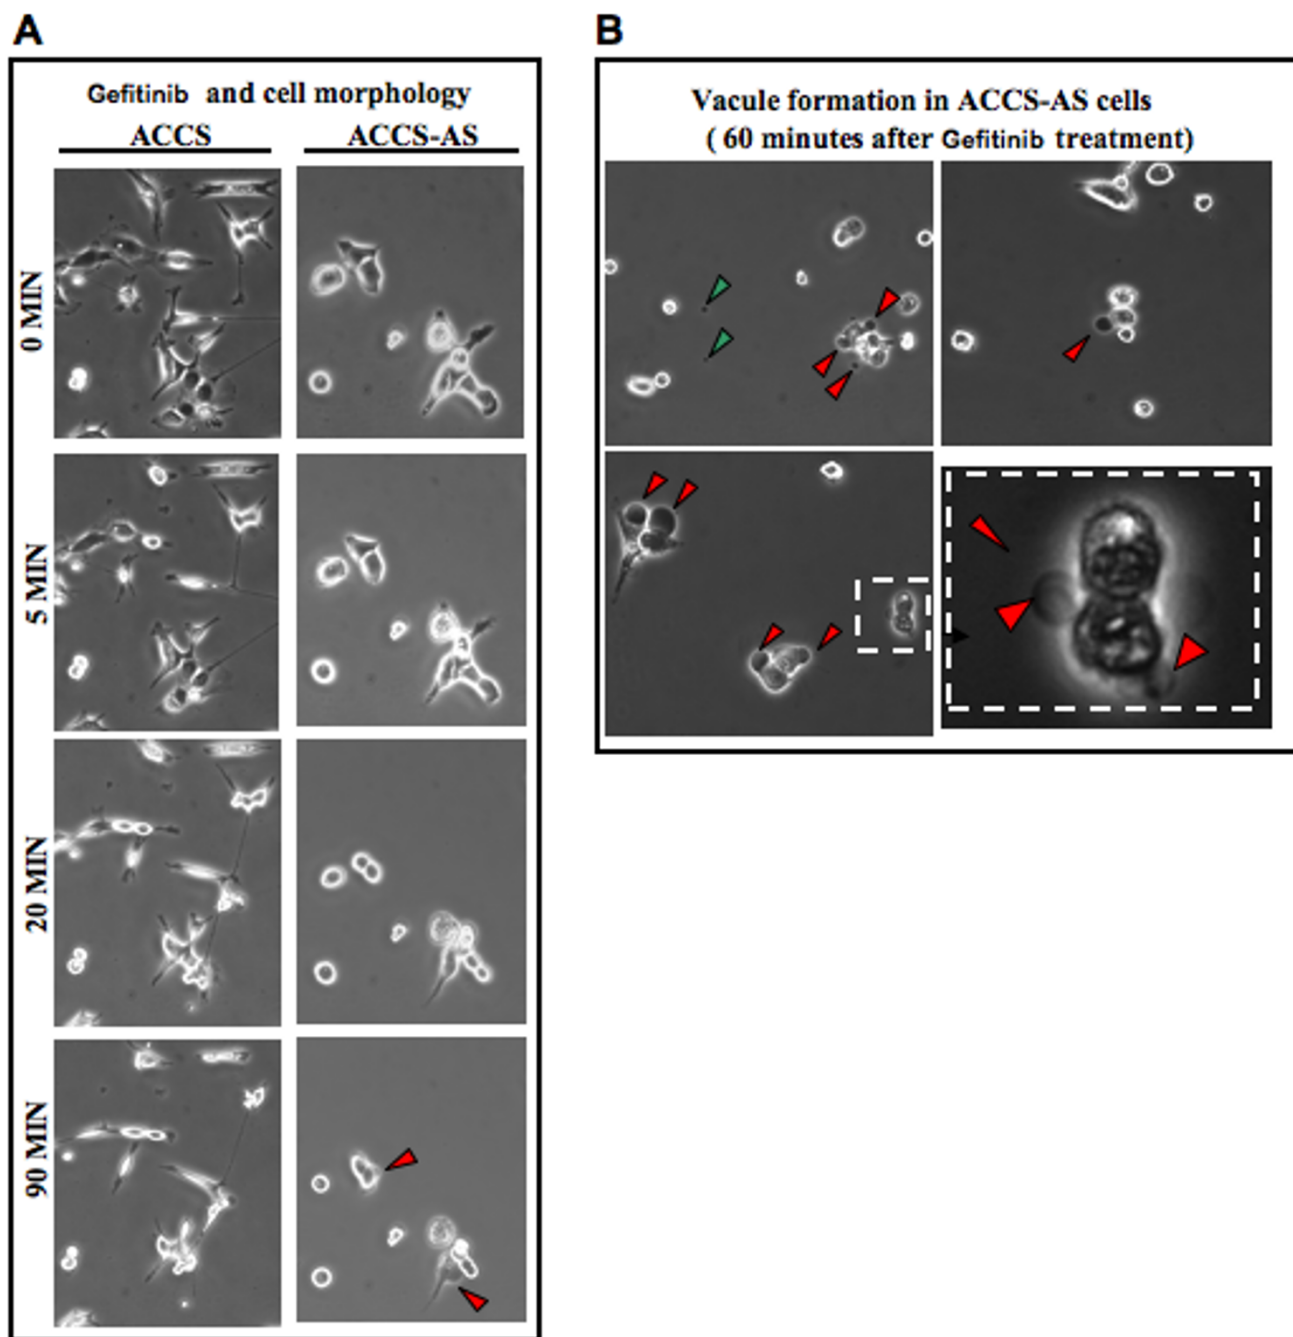 A
Gefitinib and cell morphology
ACCS ACCS-AS
0 MIN
5 MIN
20 MIN
90 MIN
B
Vacule formation in ACCS-AS cells
( 60 minutes after Gefitinib treatment)